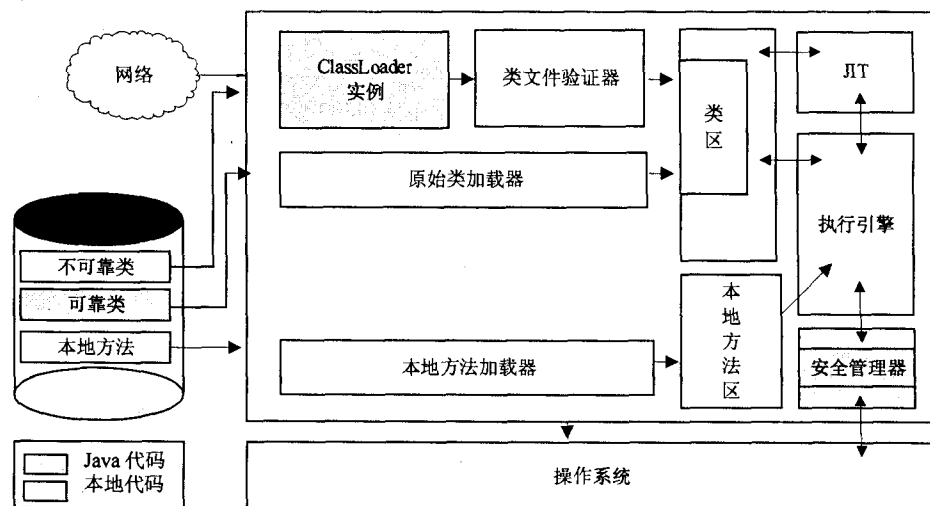 网络
ClassLoader
实例
类文件验证器
类区
JIT
原始类加载器
执行引擎
不可靠类
可靠类
本地方法
本地方法加载器
本地方法区
安全管理器
Java 代码
本地代码
操作系统